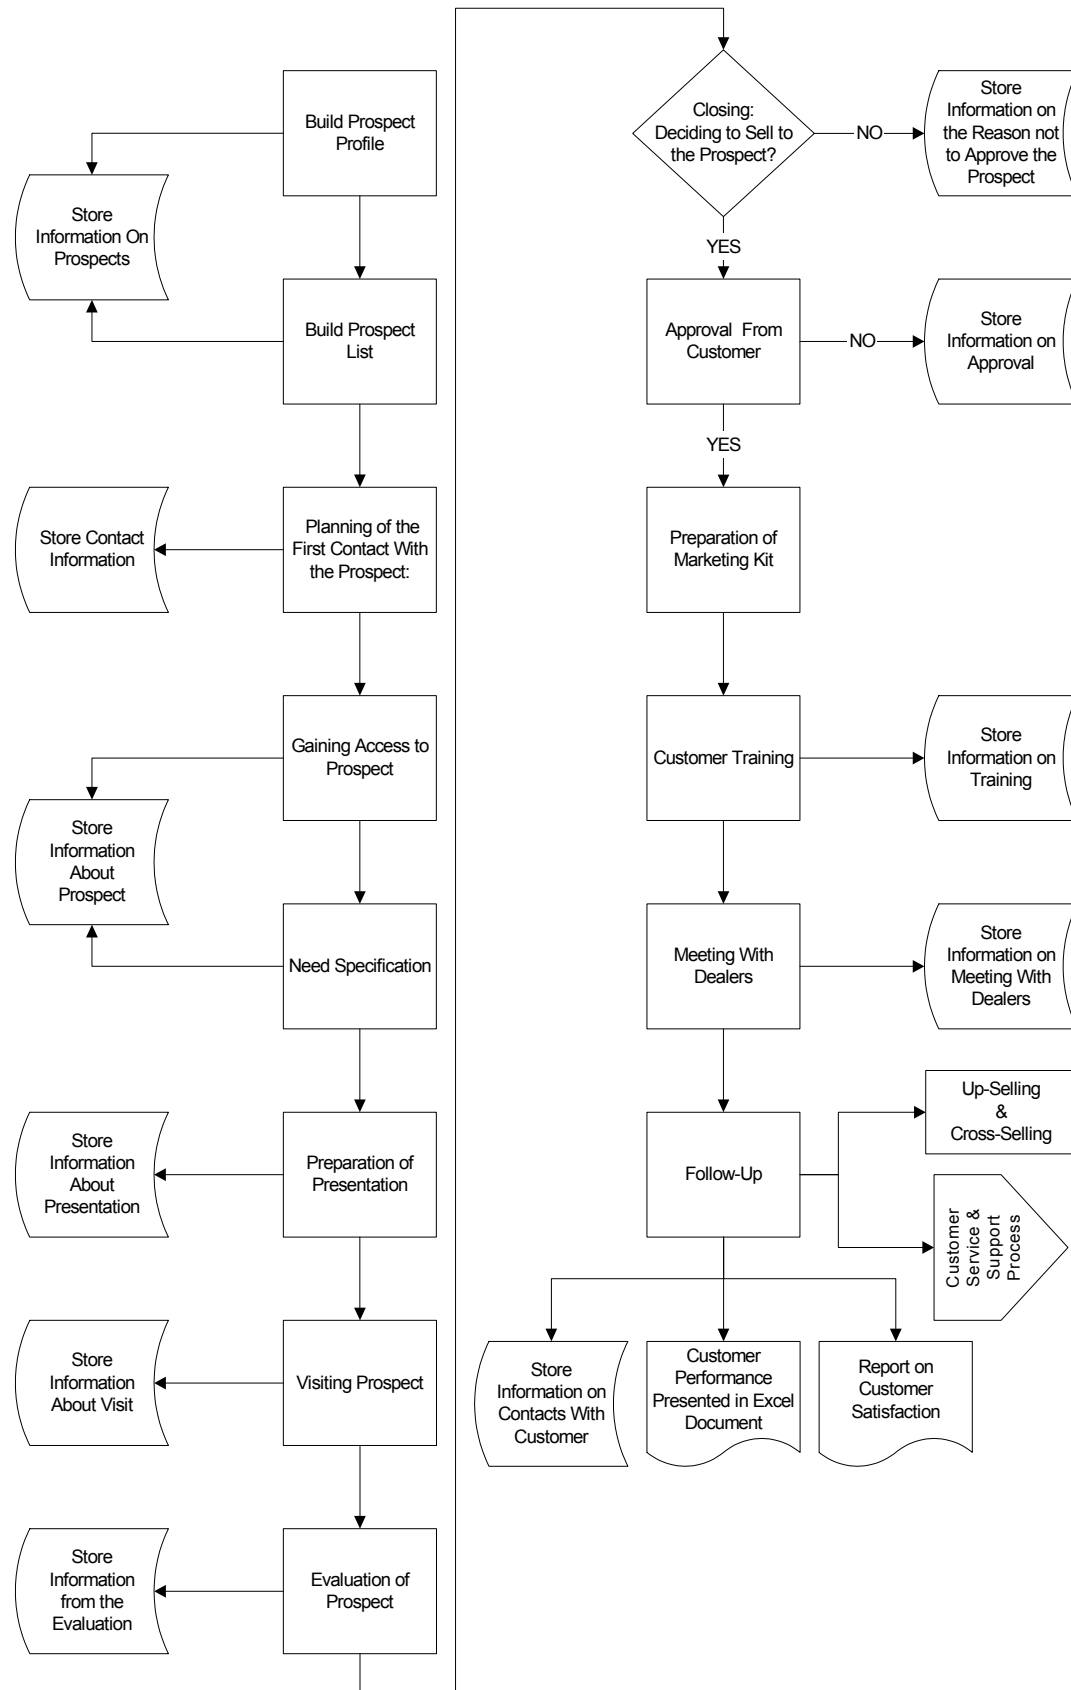 Build Prospect
Profile
Store
Information On
Prospects
Build Prospect
List
Store Contact
Information
Planning of the
First Contact With
the Prospect:
Gaining Access to
Prospect
Store
Information
About
Prospect
Need Specification
Store
Information
About
Presentation
Preparation of
Presentation
Store
Information
About Visit
Visiting Prospect
Store
Information
from the
Evaluation
Evaluation of
Prospect
Closing:
Deciding to Sell to
the Prospect?
NO
Store
Information on
the Reason not
to Approve the
Prospect
YES
Approval From
Customer
NO
Store
Information on
Approval
YES
Preparation of
Marketing Kit
Customer Training
Store
Information on
Training
Meeting With
Dealers
Store
Information on
Meeting With
Dealers
Follow-Up
Up-Selling
&
Cross-Selling
Customer
Service &
Support
Process
Store
Information on
Contacts With
Customer
Customer
Performance
Presented in Excel
Document
Report on
Customer
Satisfaction